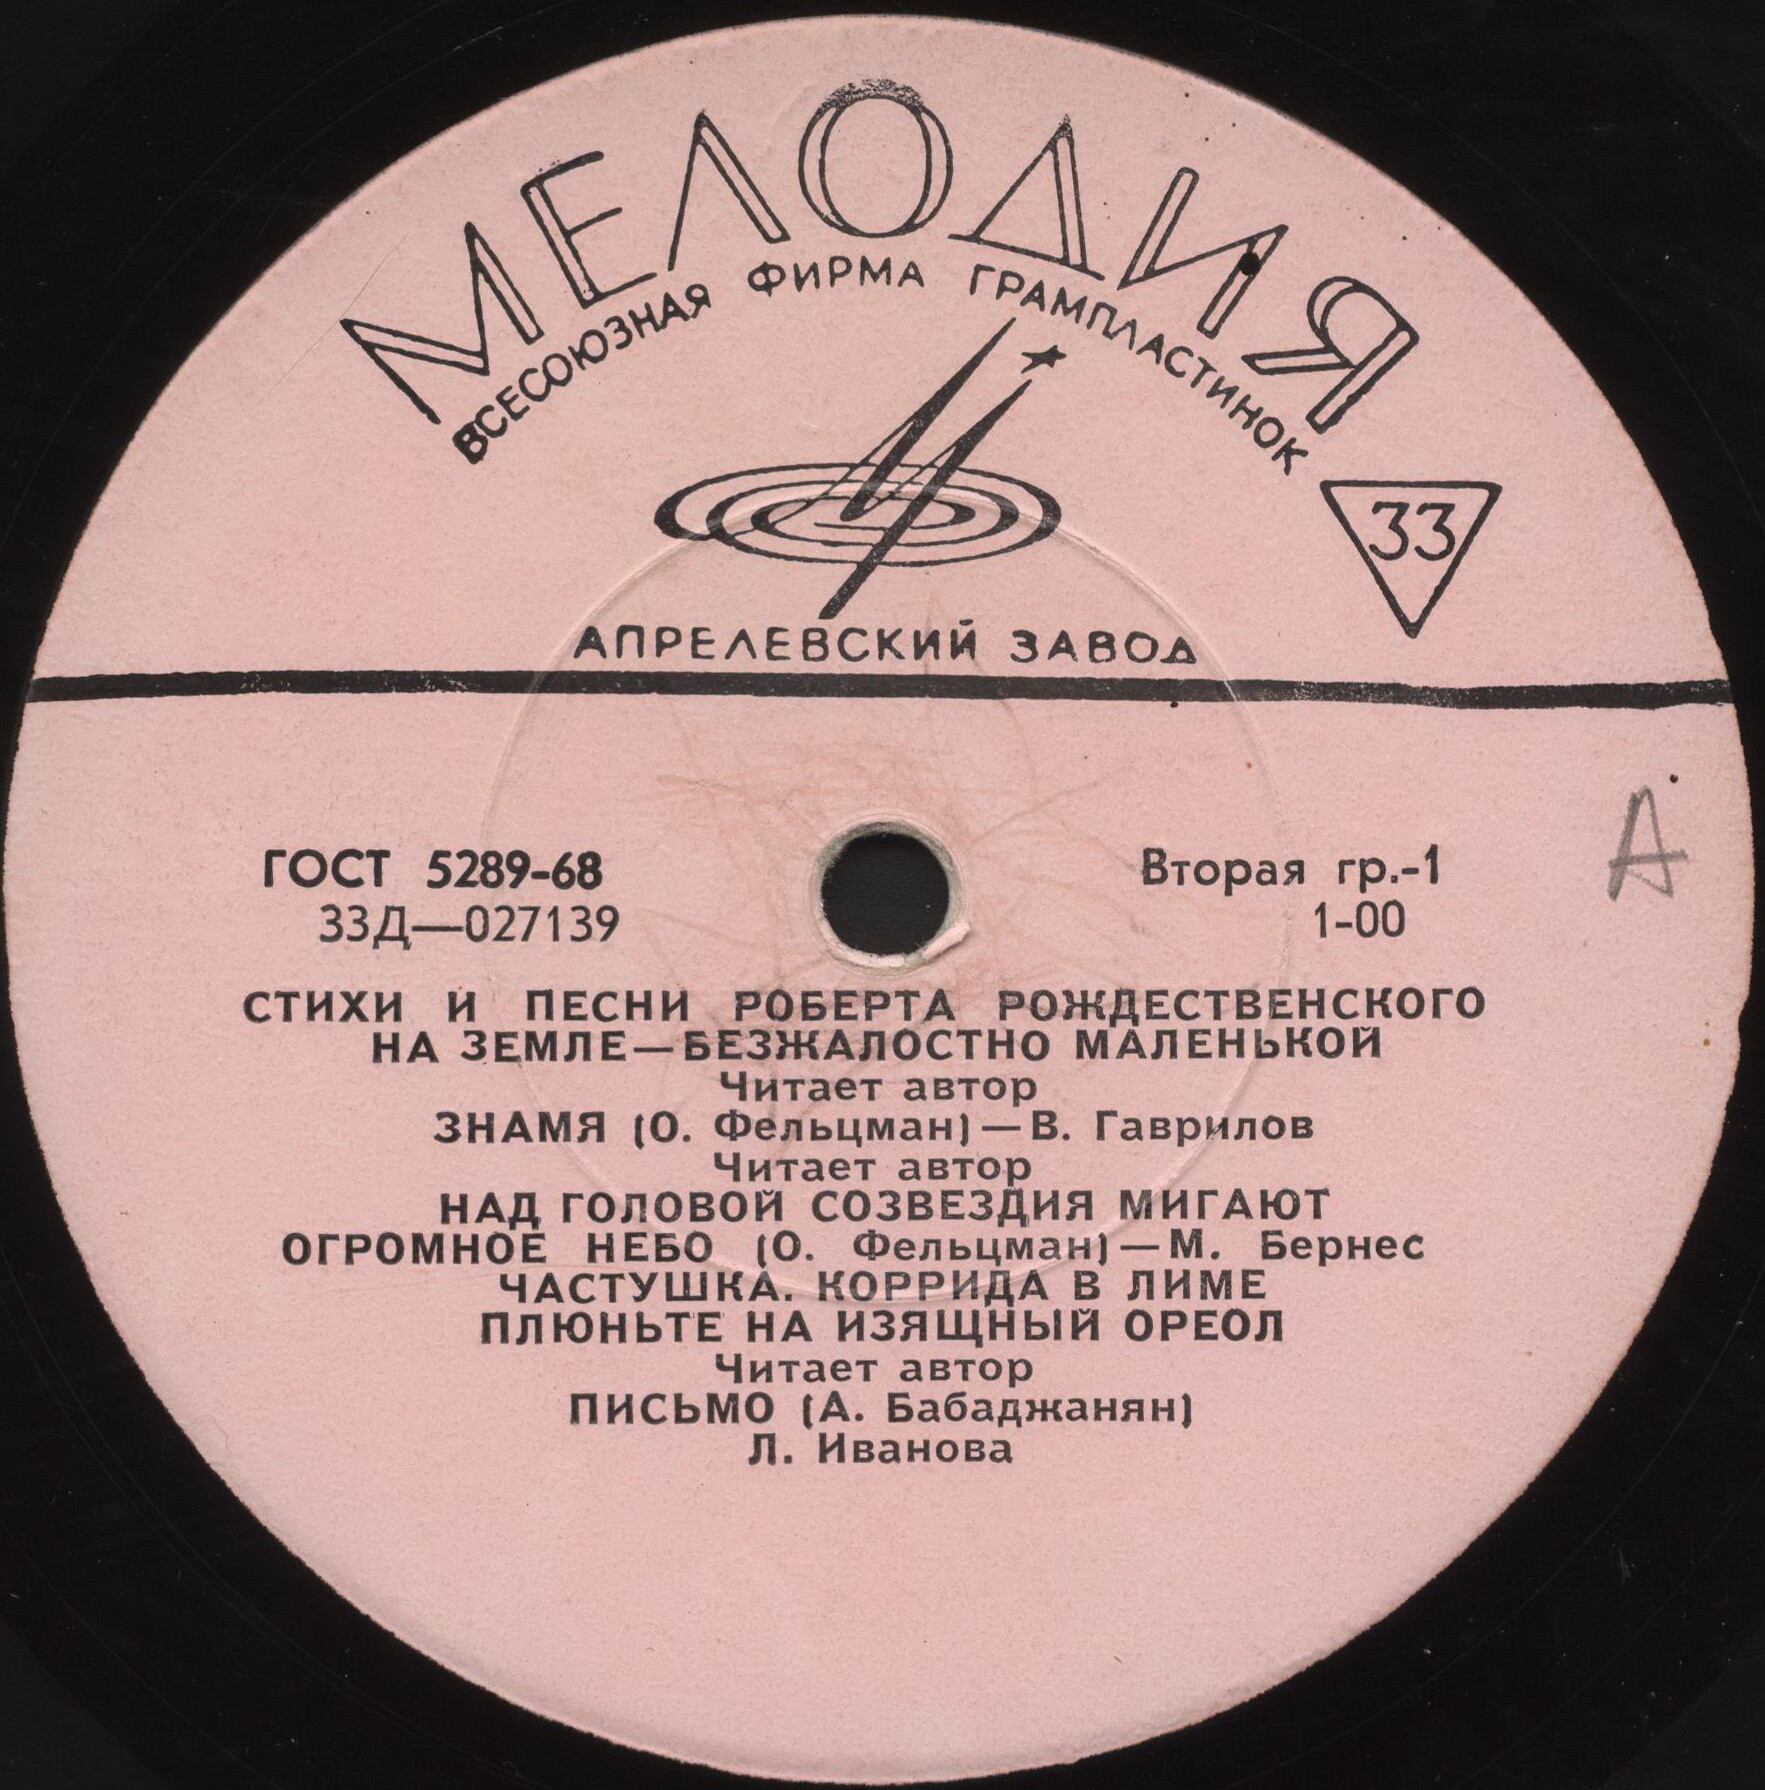 МЕЛОДИЯ
ВСЕСОЮЗНАЯ ФИРМА ГРАМПЛАСТИНОК
33
АПРЕЛЕВСКИЙ ЗАВОД
ГОСТ 5289-68
Вторая гр.-1
33Д—027139
1-00
А
СТИХИ И ПЕСНИ РОБЕРТА РОЖДЕСТВЕНСКОГО
НА ЗЕМЛЕ—БЕЗЖАЛОСТНО МАЛЕНЬКОЙ
Читает автор
ЗНАМЯ (О. Фельцман)—В. Гаврилов
Читает автор
НАД ГОЛОВОЙ СОЗВЕЗДИЯ МИГАЮТ
ОГРОМНОЕ НЕБО (О. Фельцман)—М. Бернес
ЧАСТУШКА. КОРРИДА В ЛИМЕ
ПЛЮНЬТЕ НА ИЗЯЩНЫЙ ОРЕОЛ
Читает автор
ПИСЬМО (А. Бабаджанян)
Л. Иванова